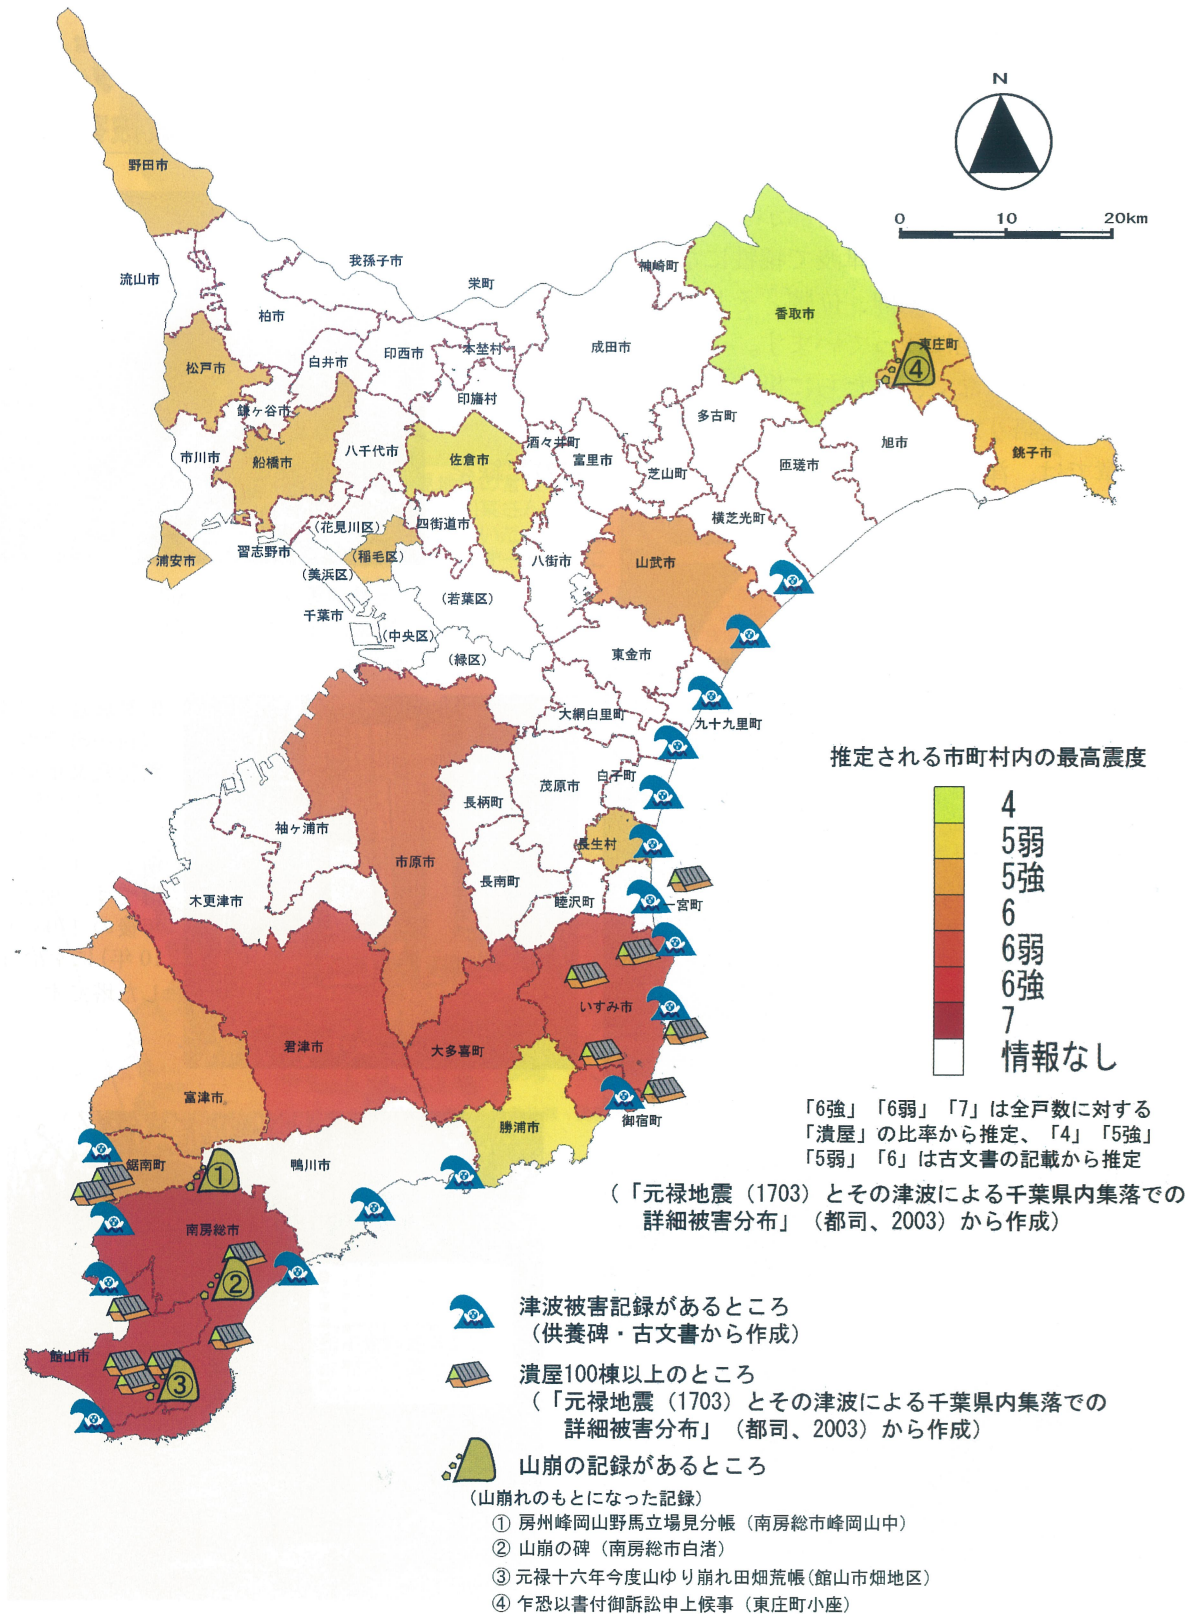 N
0 10 20km
野田市
流山市
我孫子市
栄町
神崎町
柏市
香取市
松戸市
白井市
印西市
本埜村
成田市
東庄町
④
鎌ヶ谷市
印旛村
多古町
市川市
船橋市
八千代市
佐倉市
酒々井町
富里市
芝山町
匝瑳市
旭市
銚子市
浦安市
習志野市
(花見川区)
四街道市
横芝光町
(稲毛区)
(美浜区)
八街市
山武市
千葉市
(若葉区)
(中央区)
(緑区)
東金市
大網白里町
九十九里町
茂原市
白子町
長柄町
袖ヶ浦市
市原市
長生村
木更津市
長南町
睦沢町
一宮町
君津市
大多喜町
いすみ市
富津市
勝浦市
御宿町
鋸南町
①
鴨川市
南房総市
②
館山市
③
推定される市町村内の最高震度
4
5弱
5強
6
6弱
6強
7
情報なし
「6強」「6弱」「7」は全戸数に対する
「潰屋」の比率から推定、「4」「5強」
「5弱」「6」は古文書の記載から推定
(「元禄地震(1703)とその津波による千葉県内集落での
詳細被害分布」(都司、2003)から作成)
津波被害記録があるところ
(供養碑・古文書から作成)
潰屋100棟以上のところ
(「元禄地震(1703)とその津波による千葉県内集落での
詳細被害分布」(都司、2003)から作成)
山崩の記録があるところ
(山崩れのもとになった記録)
① 房州峰岡山野馬立場見分帳(南房総市峰岡山中)
② 山崩の碑(南房総市白渚)
③ 元禄十六年今度山ゆり崩れ田畑荒帳(館山市畑地区)
④ 乍恐以書付御訴訟申上候事(東庄町小座)